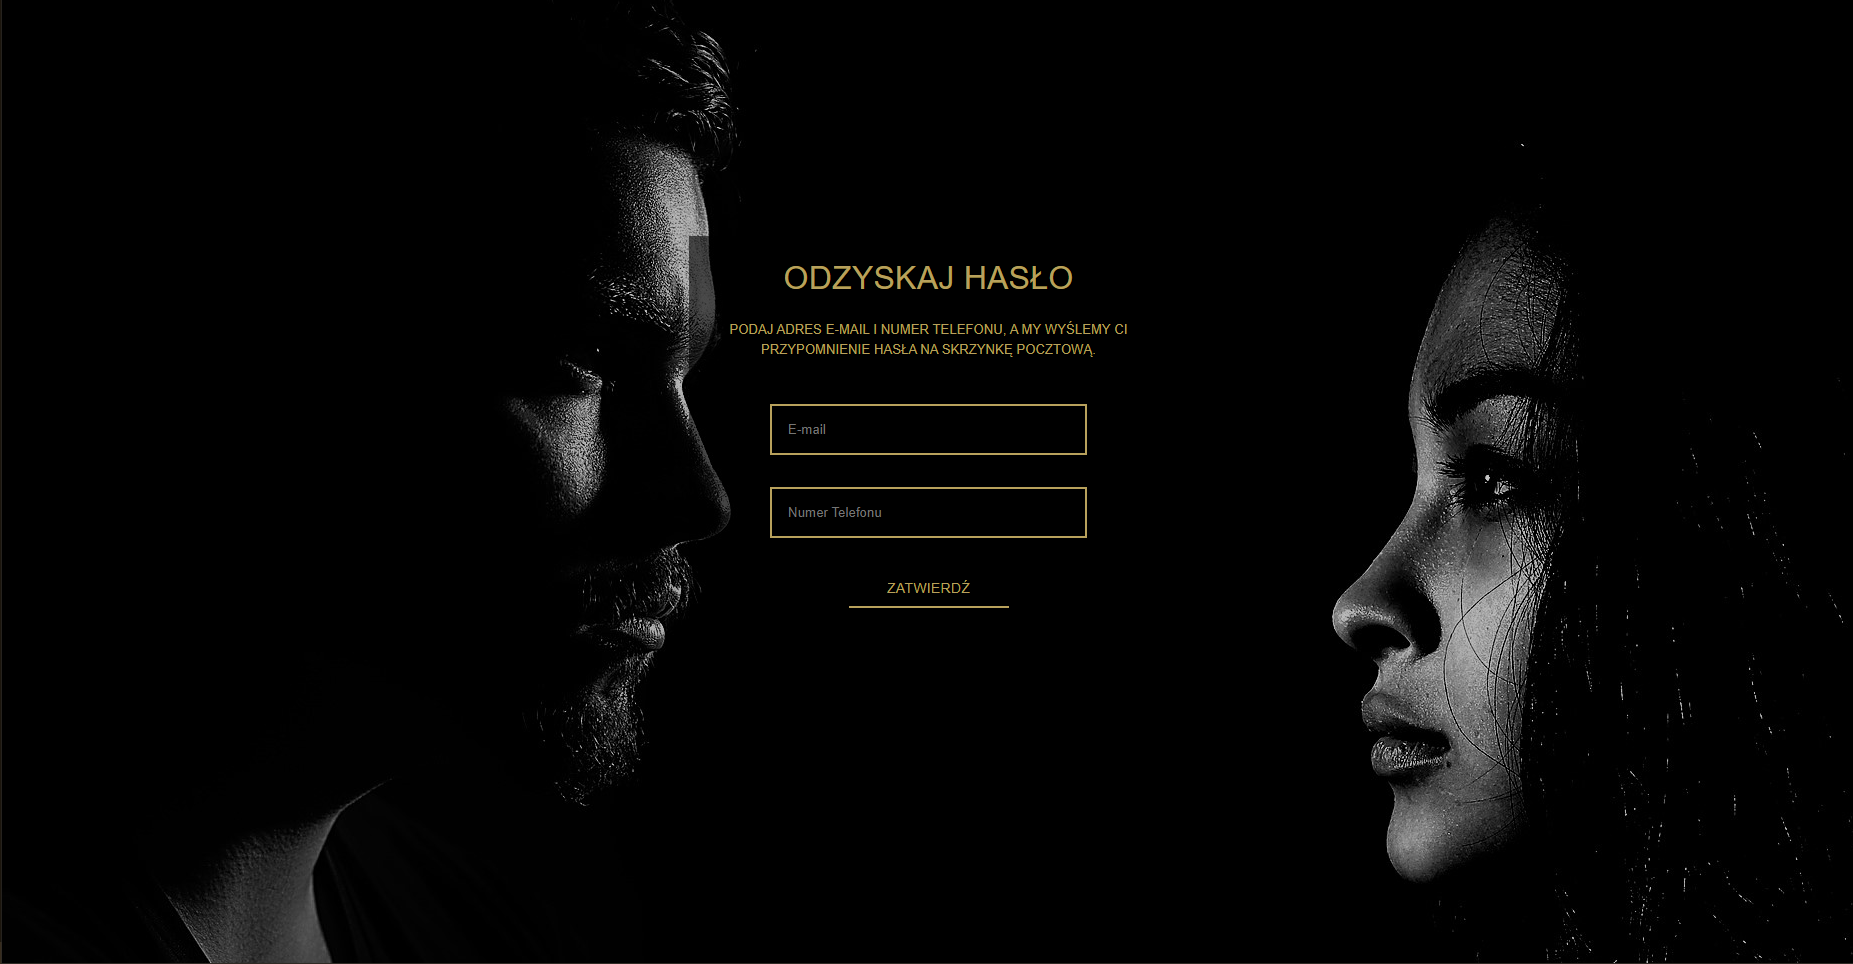 ODZYSKAJ HASŁO
PODAJ ADRES E-MAIL I NUMER TELEFONU, A MY WYŚLEMY CI
PRZYPOMNIENIE HASŁA NA SKRZYNKĘ POCZTOWĄ.
E-mail
Numer Telefonu
ZATWIERDŹ